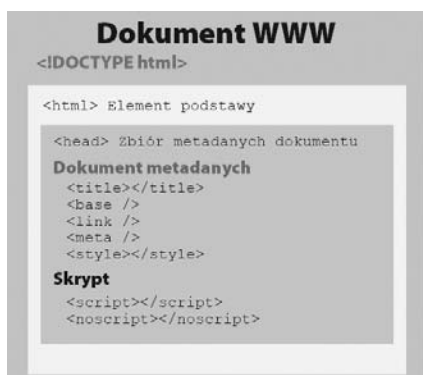 Dokument WWW
<!DOCTYPE html>
<html> Element podstawy
<head> Zbiór metadanych dokumentu
Dokument metadanych
<title></title>
<base />
<link />
<meta />
<style></style>
Skrypt
<script></script>
<noscript></noscript>